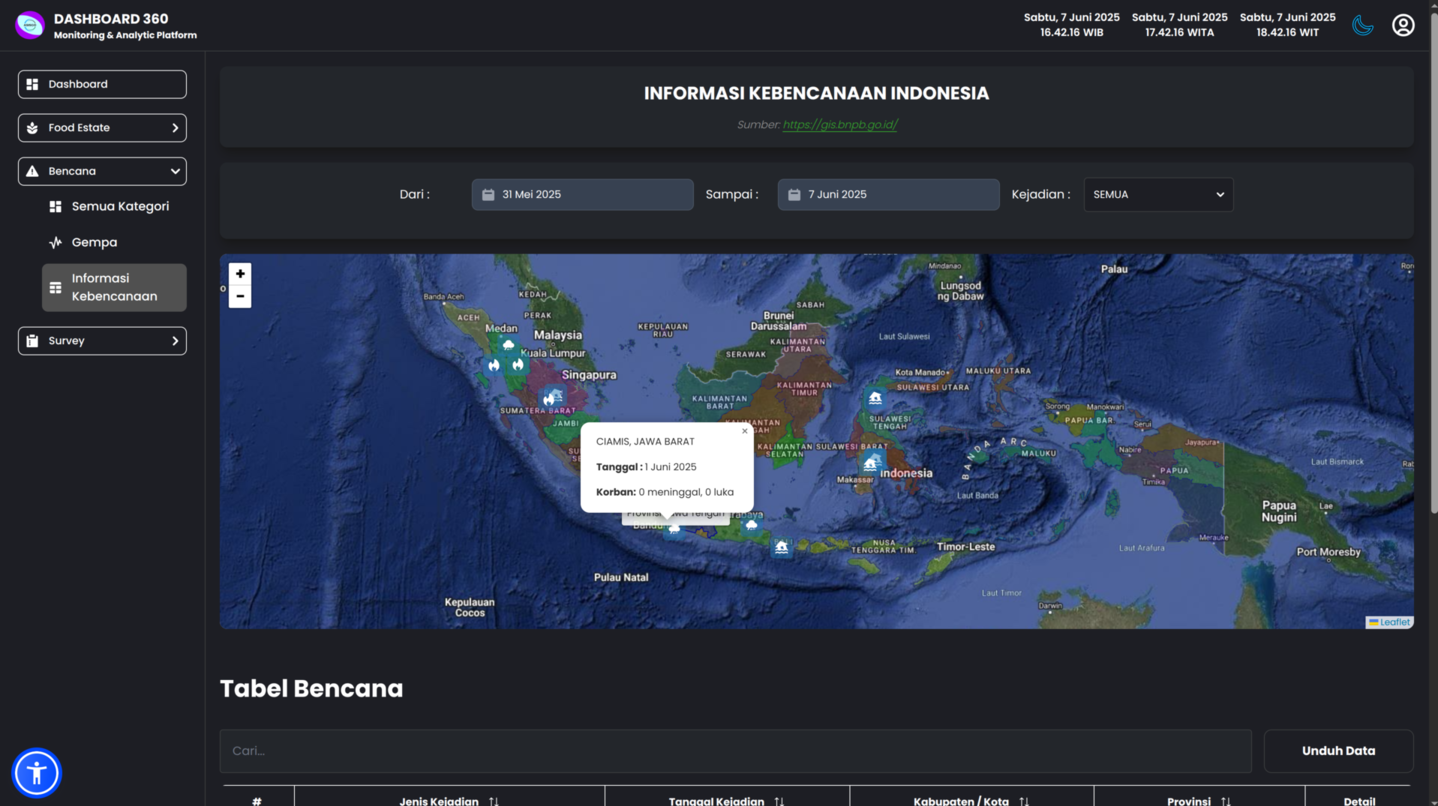 DASHBOARD 360
Monitoring & Analytic Platform
Sabtu, 7 Juni 2025
16.42.16 WIB
Sabtu, 7 Juni 2025
17.42.16 WITA
Sabtu, 7 Juni 2025
18.42.16 WIT
Dashboard
Food Estate
Bencana
Semua Kategori
Gempa
Informasi
Kebencanaan
Survey
INFORMASI KEBENCANAAN INDONESIA
Sumber: https://gis.bnpb.go.id/
Dari :
31 Mei 2025
Sampai :
7 Juni 2025
Kejadian :
SEMUA
+
-
Banda Aceh
ACEH
Medan
KEDAH
PERAK
Malaysia
Kuala Lumpur
Singapura
SUMATERA BARAT
JAMBI
KEPULAUAN
RIAU
Brunei
Darussalam
SABAH
SERAWAK
KALIMANTAN
UTARA
KALIMANTAN
BARAT
KALIMANTAN
TIMUR
KALIMANTAN
SELATAN
Mindanao
Lungsod
ng Dabaw
Palau
Laut Sulawesi
Kota Manado
SULAWESI UTARA
MALUKU UTARA
SULAWESI
TENGAH
SULAWESI BARAT
Makassar
Indonesia
BANDA ARC
MALUKU
Laut Banda
Sorong
Manokwari
PAPUA BAR
Serui
Nabire
Jayapura
PAPUA
Timika
Merauke
Papua
Nugini
Lae
Port Moresby
Laut Bismarck
Laut Arafura
CIAMIS, JAWA BARAT
×
Tanggal : 1 Juni 2025
Korban: 0 meninggal, 0 luka
Provinsi Jawa Tengah
BALI
NUSA
TENGGARA TIM
Timor-Leste
Laut Timor
Darwin
Pulau Natal
Kepulauan
Cocos
Leaflet
Tabel Bencana
Cari...
Unduh Data
#
Jenis Kejadian
Tanggal Kejadian
Kabupaten / Kota
Provinsi
Detail